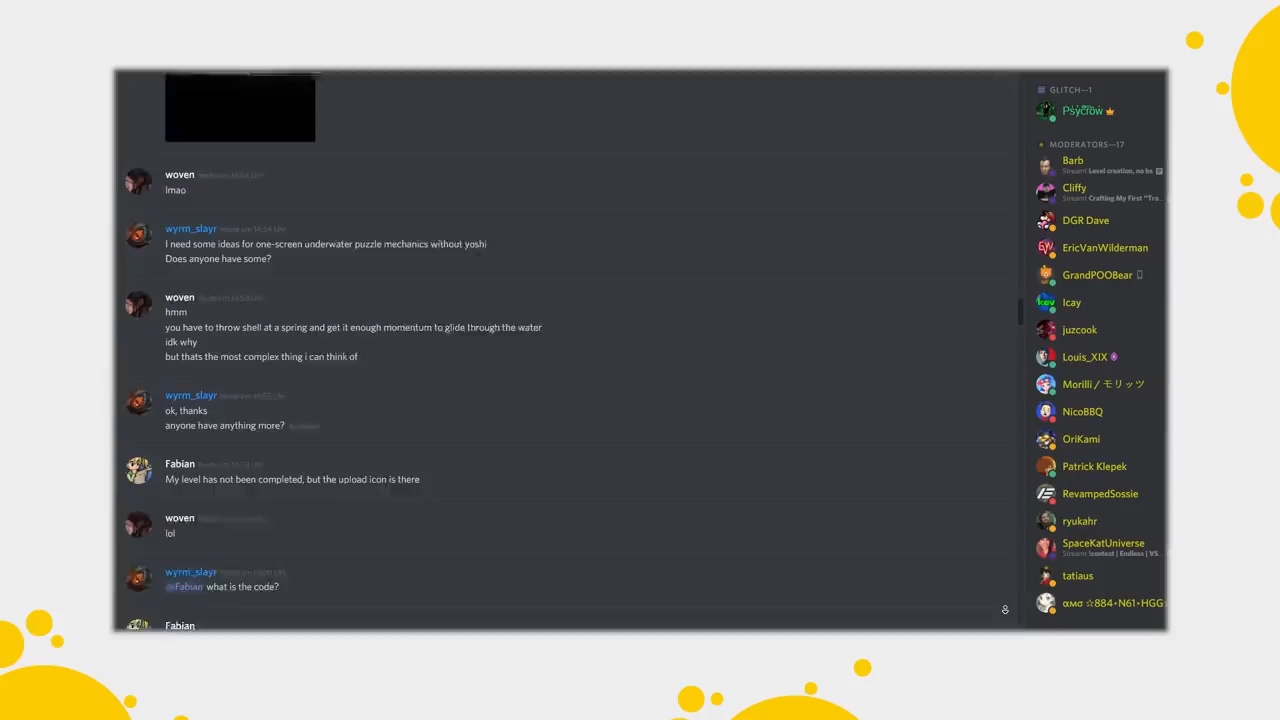 woven
lmao
wyrm_slayr
I need some ideas for one-screen underwater puzzle mechanics without yoshi
Does anyone have some?
woven
hmm
you have to throw shell at a spring and get it enough momentum to glide through the water
idk why
but thats the most complex thing i can think of
wyrm_slayr
ok, thanks
anyone have anything more?
Fabian
My level has not been completed, but the upload icon is there
woven
lol
wyrm_slayr
@Fabian what is the code?
Fabian
GLITCH—1
Psycrow
MODERATORS—17
Barb
Stream! Level creation, no bs
Cliffy
Stream! Crafting My First "Tra...
DGR Dave
EricVanWilderman
GrandPOOBear
Icay
juzcook
Louis_XIX
Morilli / モリッツ
NicoBBQ
OriKami
Patrick Klepek
RevampedSossie
ryukahr
SpaceKatUniverse
Stream! !contest | Endless | VS...
tatiaus
αмσ ☆884•N61•HGG